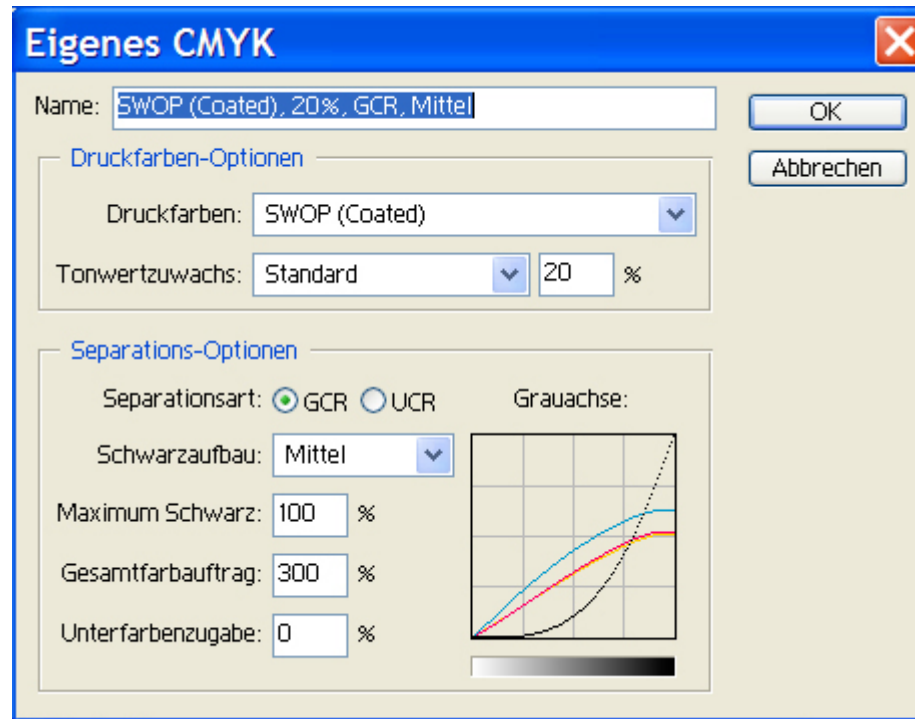 Eigenes CMYK
Name: SWOP (Coated), 20%, GCR, Mittel
OK
Abbrechen
Druckfarben-Optionen
Druckfarben: SWOP (Coated)
Tonwertzuwachs: Standard 20 %
Separations-Optionen
Separationsart: GCR UCR
Grauachse:
Schwarzaufbau: Mittel
Maximum Schwarz: 100 %
Gesamtfarbauftrag: 300 %
Unterfarbenzugabe: 0 %